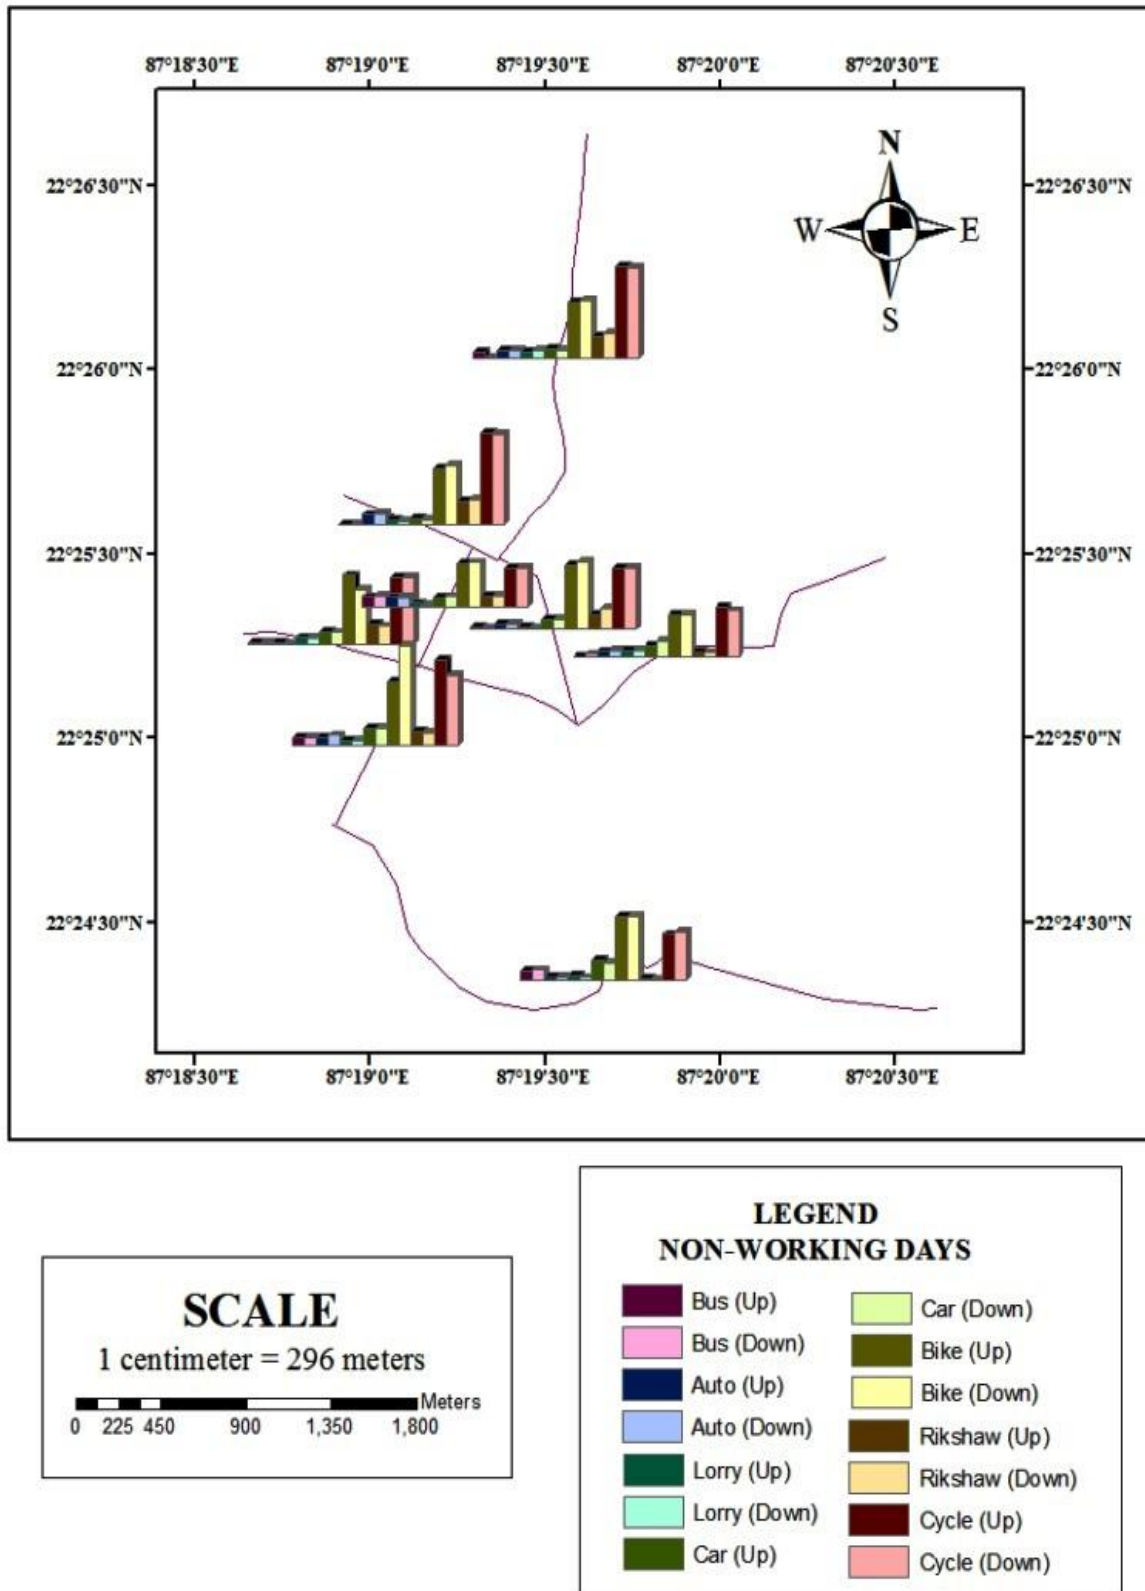 87°18'30"E 87°19'0"E 87°19'30"E 87°20'0"E 87°20'30"E
N
W E
S
22°26'30"N 22°26'30"N
22°26'0"N 22°26'0"N
22°25'30"N 22°25'30"N
22°25'0"N 22°25'0"N
22°24'30"N 22°24'30"N
87°18'30"E 87°19'0"E 87°19'30"E 87°20'0"E 87°20'30"E
SCALE
1 centimeter = 296 meters
Meters
0 225 450 900 1,350 1,800
LEGEND
NON-WORKING DAYS
Bus (Up)
Bus (Down)
Auto (Up)
Auto (Down)
Lorry (Up)
Lorry (Down)
Car (Up)
Car (Down)
Bike (Up)
Bike (Down)
Rikshaw (Up)
Rikshaw (Down)
Cycle (Up)
Cycle (Down)